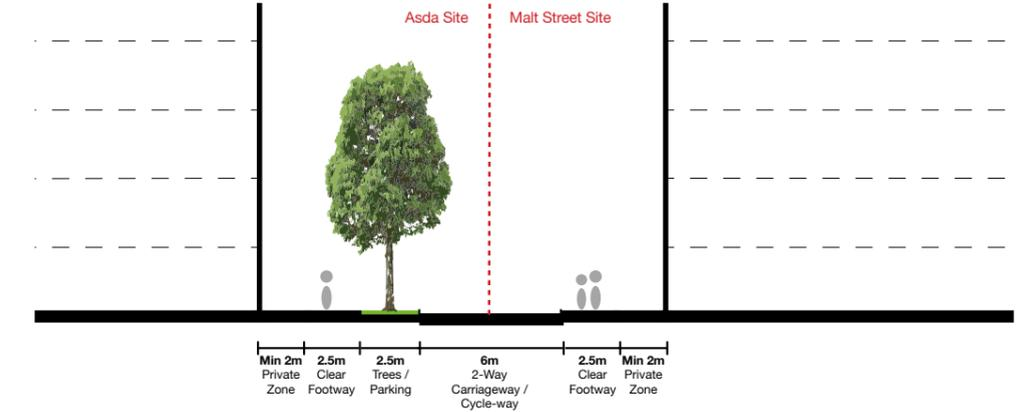 Asda Site
Malt Street Site
Min 2m
Private
Zone
2.5m
Clear
Footway
2.5m
Trees /
Parking
6m
2-Way
Carriageway /
Cycle-way
2.5m
Clear
Footway
Min 2m
Private
Zone